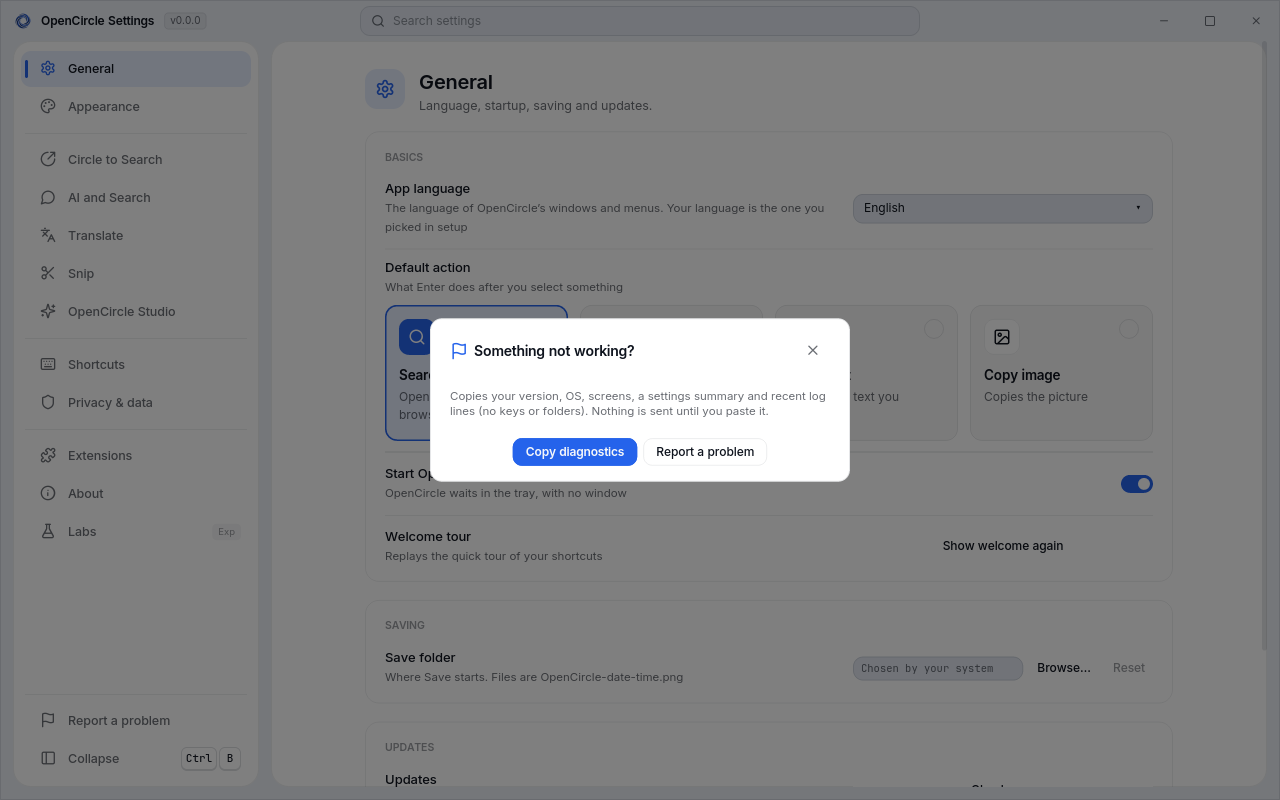 OpenCircle Settings v0.0.0
Search settings
General
Appearance
Circle to Search
AI and Search
Translate
Snip
OpenCircle Studio
Shortcuts
Privacy & data
Extensions
About
Labs Exp
Report a problem
Collapse Ctrl B
General
Language, startup, saving and updates.
BASICS
App language
The language of OpenCircle's windows and menus. Your language is the one you
picked in setup
English
Default action
What Enter does after you select something
Copy image
text you
Copies the picture
Something not working?
Copies your version, OS, screens, a settings summary and recent log
lines (no keys or folders). Nothing is sent until you paste it.
Copy diagnostics
Report a problem
OpenCircle waits in the tray, with no window
Welcome tour
Replays the quick tour of your shortcuts
Show welcome again
SAVING
Save folder
Where Save starts. Files are OpenCircle-date-time.png
Chosen by your system
Browse...
Reset
UPDATES
Updates